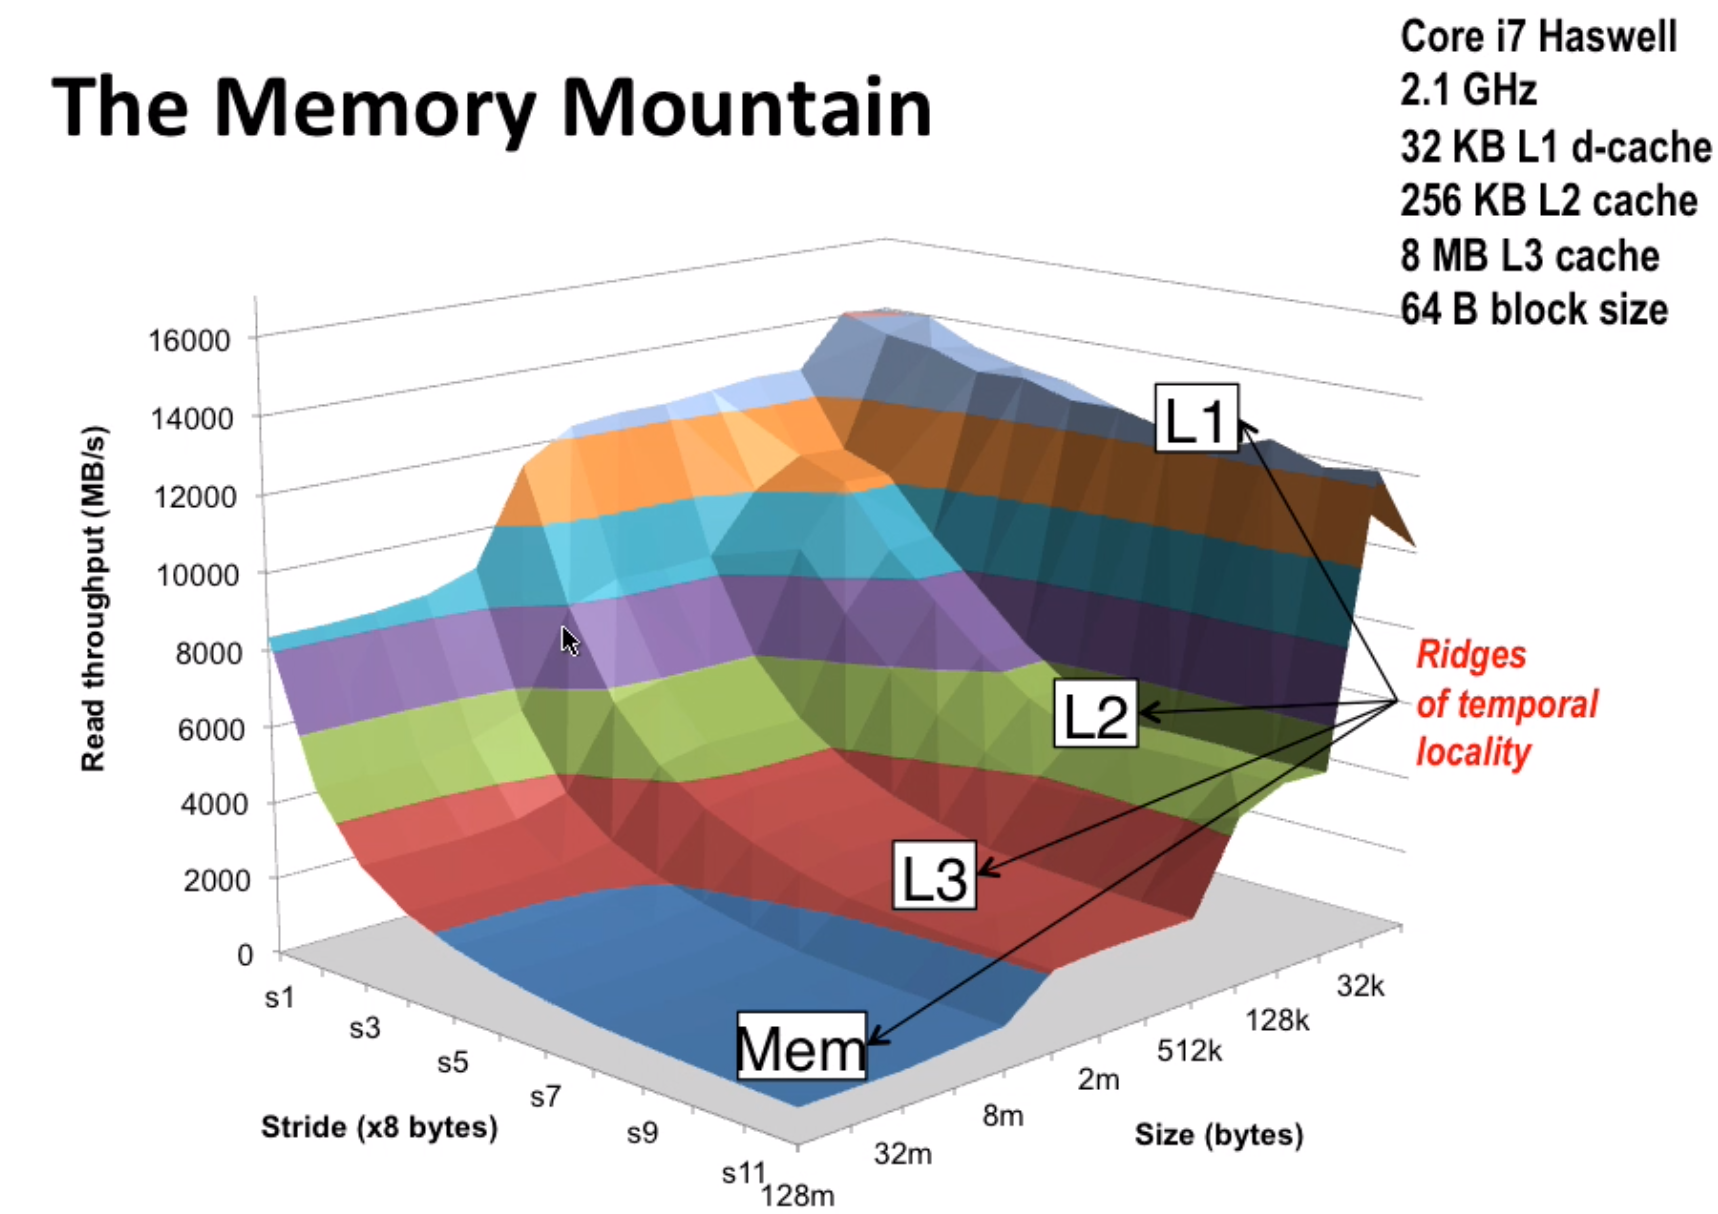 The Memory Mountain
Core i7 Haswell
2.1 GHz
32 KB L1 d-cache
256 KB L2 cache
8 MB L3 cache
64 B block size
Read throughput (MB/s)
16000
14000
12000
10000
8000
6000
4000
2000
0
L1
L2
L3
Mem
Ridges
of temporal
locality
s1
s3
s5
s7
s9
s11
Stride (x8 bytes)
128m
32m
8m
2m
512k
128k
32k
Size (bytes)